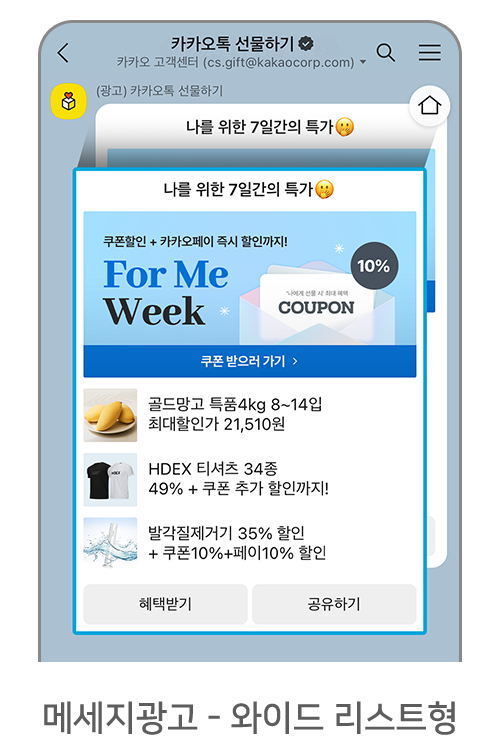 카카오톡 선물하기
카카오 고객센터 (cs.gift@kakaocorp.com)
(광고) 카카오톡 선물하기
나를 위한 7일간의 특가
나를 위한 7일간의 특가
쿠폰할인 + 카카오페이 즉시 할인까지!
For Me
Week
10%
'나에게 선물 시' 최대 혜택
COUPON
쿠폰 받으러 가기 >
골드망고 특품4kg 8~14입
최대할인가 21,510원
HDEX 티셔츠 34종
49% + 쿠폰 추가 할인까지!
발각질제거기 35% 할인
+ 쿠폰10%+페이10% 할인
혜택받기
공유하기
메세지광고 - 와이드 리스트형